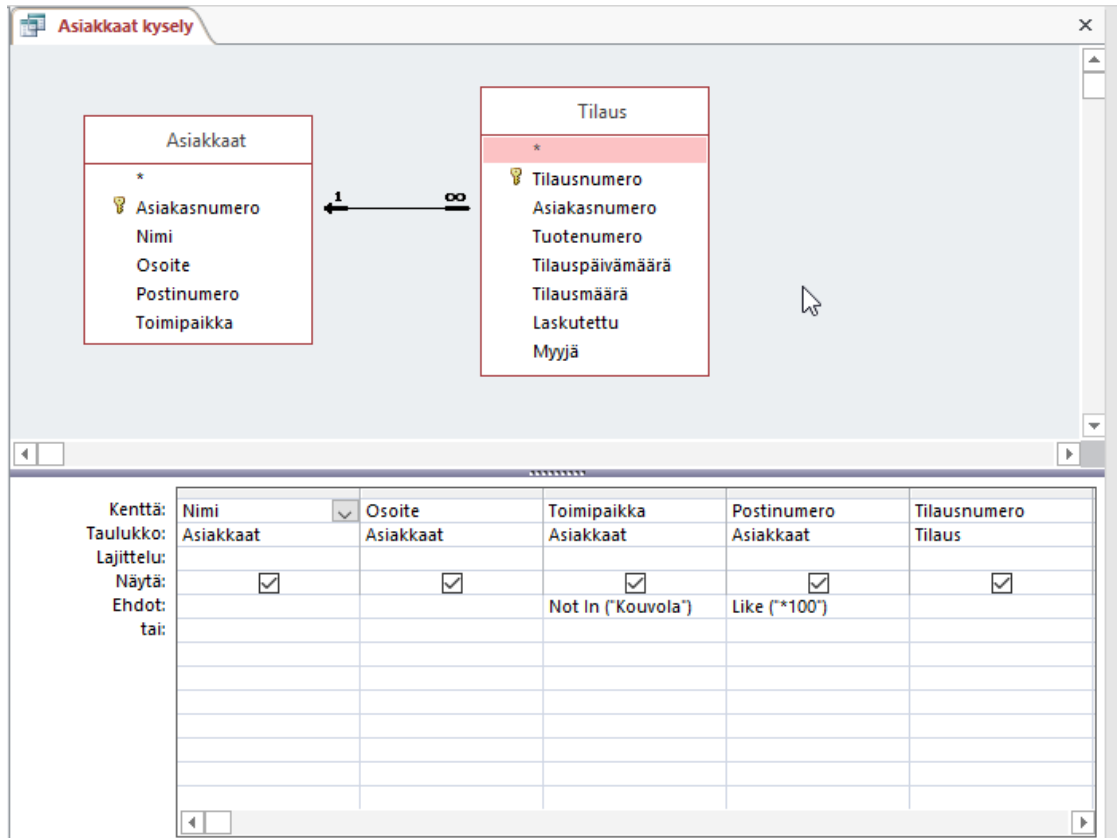 Asiakkaat kysely
Asiakkaat
*
Asiakasnumero
Nimi
Osoite
Postinumero
Toimipaikka
1 ∞
Tilaus
*
Tilausnumero
Asiakasnumero
Tuotenumero
Tilauspäivämäärä
Tilausmäärä
Laskutettu
Myyjä
Kenttä: Nimi Osoite Toimipaikka Postinumero Tilausnumero
Taulukko: Asiakkaat Asiakkaat Asiakkaat Asiakkaat Tilaus
Lajittelu:
Näytä:
Ehdot: Not In ("Kouvola") Like ("*100")
tai: